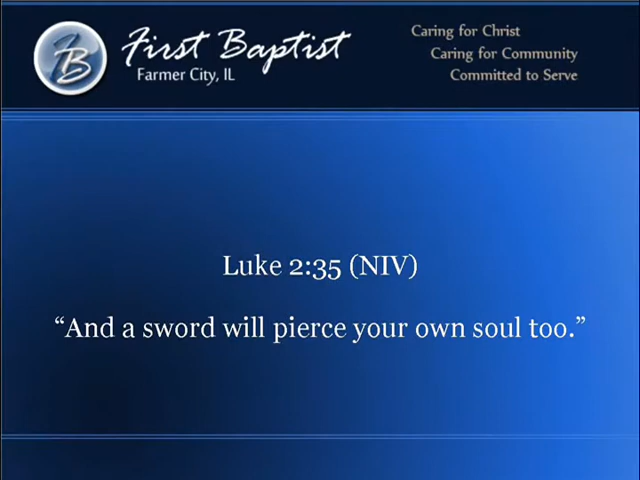 FB
First Baptist
Farmer City, IL
Caring for Christ
Caring for Community
Committed to Serve
Luke 2:35 (NIV)
“And a sword will pierce your own soul too.”